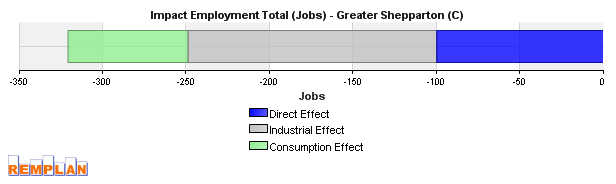 Impact Employment Total (Jobs) - Greater Shepparton (C)
-350 -300 -250 -200 -150 -100 -50 0
Jobs
Direct Effect
Industrial Effect
Consumption Effect
REMPLAN